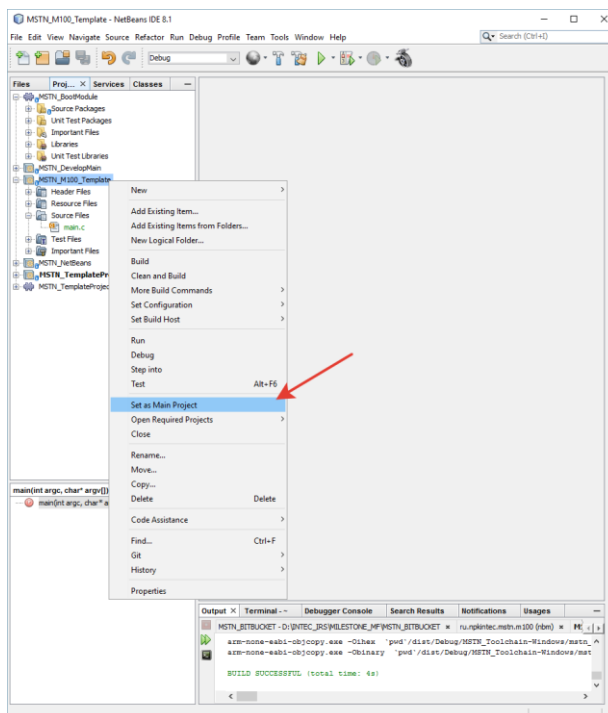 MSTN_M100_Template - NetBeans IDE 8.1
File Edit View Navigate Source Refactor Run Debug Profile Team Tools Window Help
Search (Ctrl+I)
Debug
Files Proj... × Services Classes
MSTN_BootModule
Source Packages
Unit Test Packages
Important Files
Libraries
Unit Test Libraries
MSTN_DevelopMain
MSTN_M100_Template
Header Files
Resource Files
Source Files
main.c
Test Files
Important Files
MSTN_NetBeans
MSTN_TemplatePr
MSTN_TemplateProjec
New
Add Existing Item...
Add Existing Items from Folders...
New Logical Folder...
Build
Clean and Build
More Build Commands
Set Configuration
Set Build Host
Run
Debug
Step into
Test Alt+F6
Set as Main Project
Open Required Projects
Close
Rename...
Move...
Copy...
Delete Delete
Code Assistance
Find... Ctrl+F
Git
History
Properties
main(int argc, char* argv[])
main(int argc, char* a
Output × Terminal - ~ Debugger Console Search Results Notifications Usages
MSTN_BITBUCKET - D:\INTEC_IRS\MILESTONE_MF\MSTN_BITBUCKET × ru.npkintec.mstn.m100 (nbm) ×
arm-none-eabi-objcopy.exe -Oihex `pwd`/dist/Debug/MSTN_Toolchain-Windows/mstn_
arm-none-eabi-objcopy.exe -Obinary `pwd`/dist/Debug/MSTN_Toolchain-Windows/mst
BUILD SUCCESSFUL (total time: 4s)